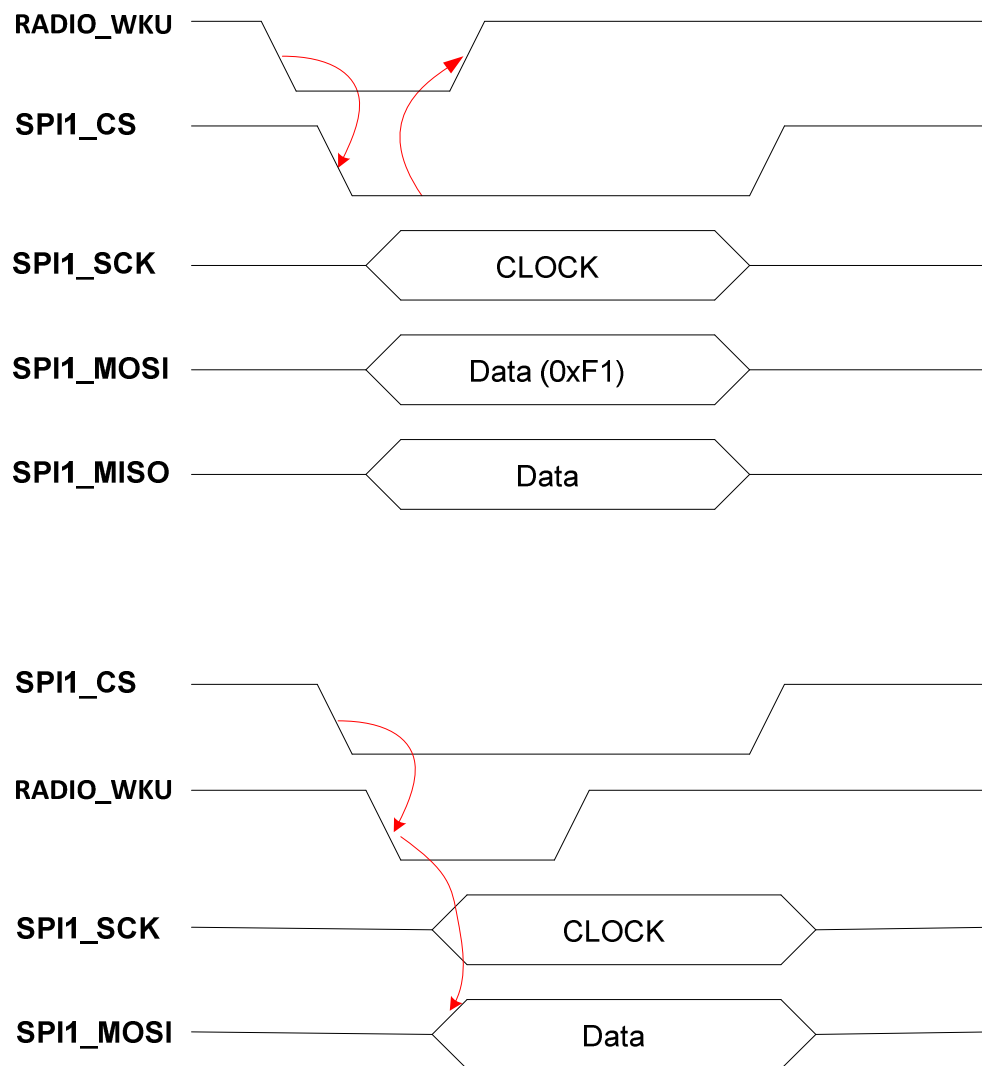 RADIO_WKU
SPI1_CS
SPI1_SCK
CLOCK
SPI1_MOSI
Data (0xF1)
SPI1_MISO
Data
SPI1_CS
RADIO_WKU
SPI1_SCK
CLOCK
SPI1_MOSI
Data